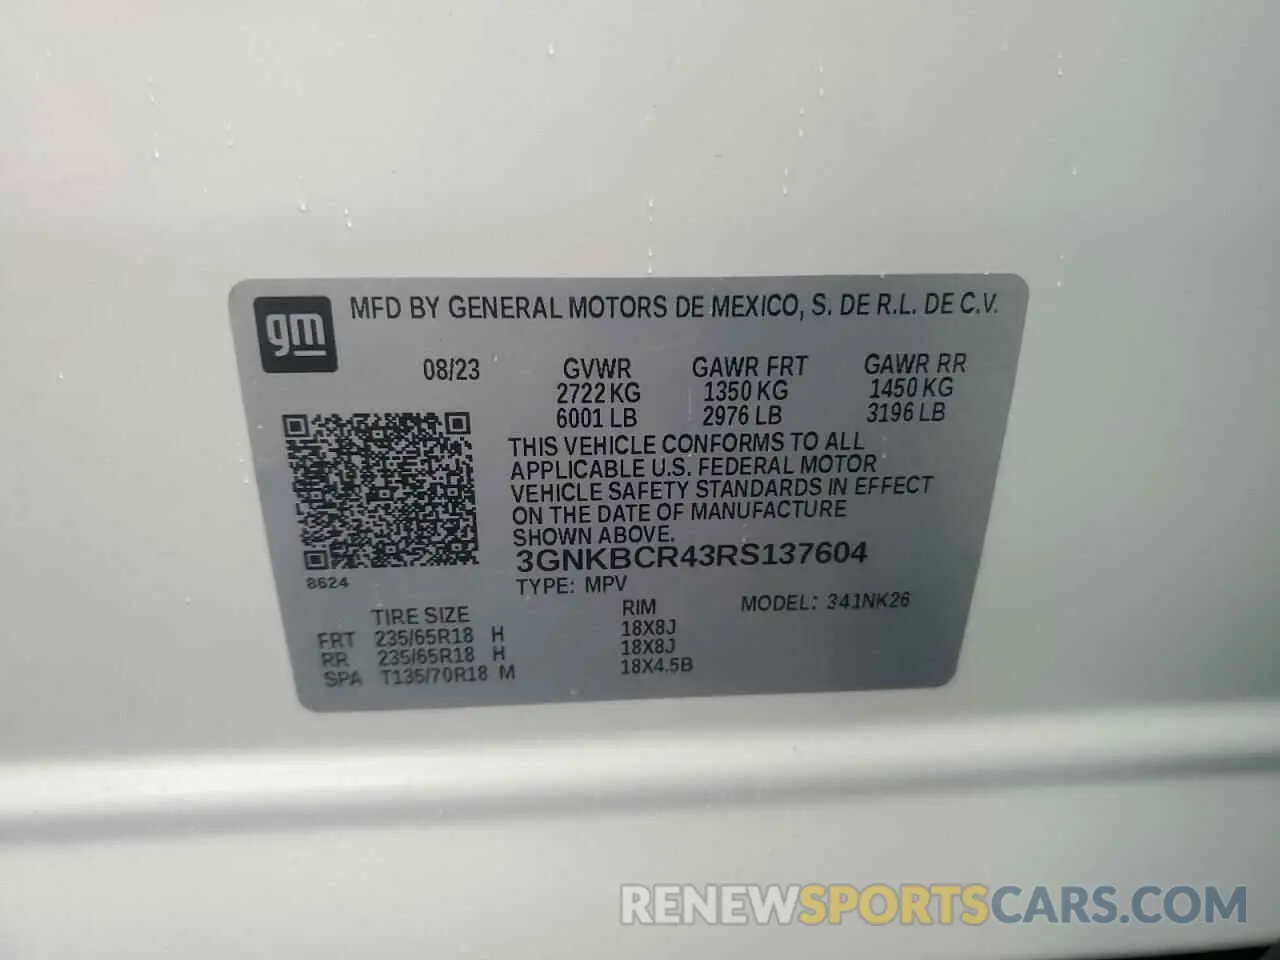 gm
MFD BY GENERAL MOTORS DE MEXICO, S. DE R.L. DE C.V.
08/23 GVWR GAWR FRT GAWR RR
2722 KG 1350 KG 1450 KG
6001 LB 2976 LB 3196 LB
THIS VEHICLE CONFORMS TO ALL
APPLICABLE U.S. FEDERAL MOTOR
VEHICLE SAFETY STANDARDS IN EFFECT
ON THE DATE OF MANUFACTURE
SHOWN ABOVE.
3GNKBCR43RS137604
8624
TYPE: MPV MODEL: 341NK26
TIRE SIZE RIM
FRT 235/65R18 H 18X8J
RR 235/65R18 H 18X8J
SPA T135/70R18 M 18X4.5B
RENEWSPORTSCARS.COM